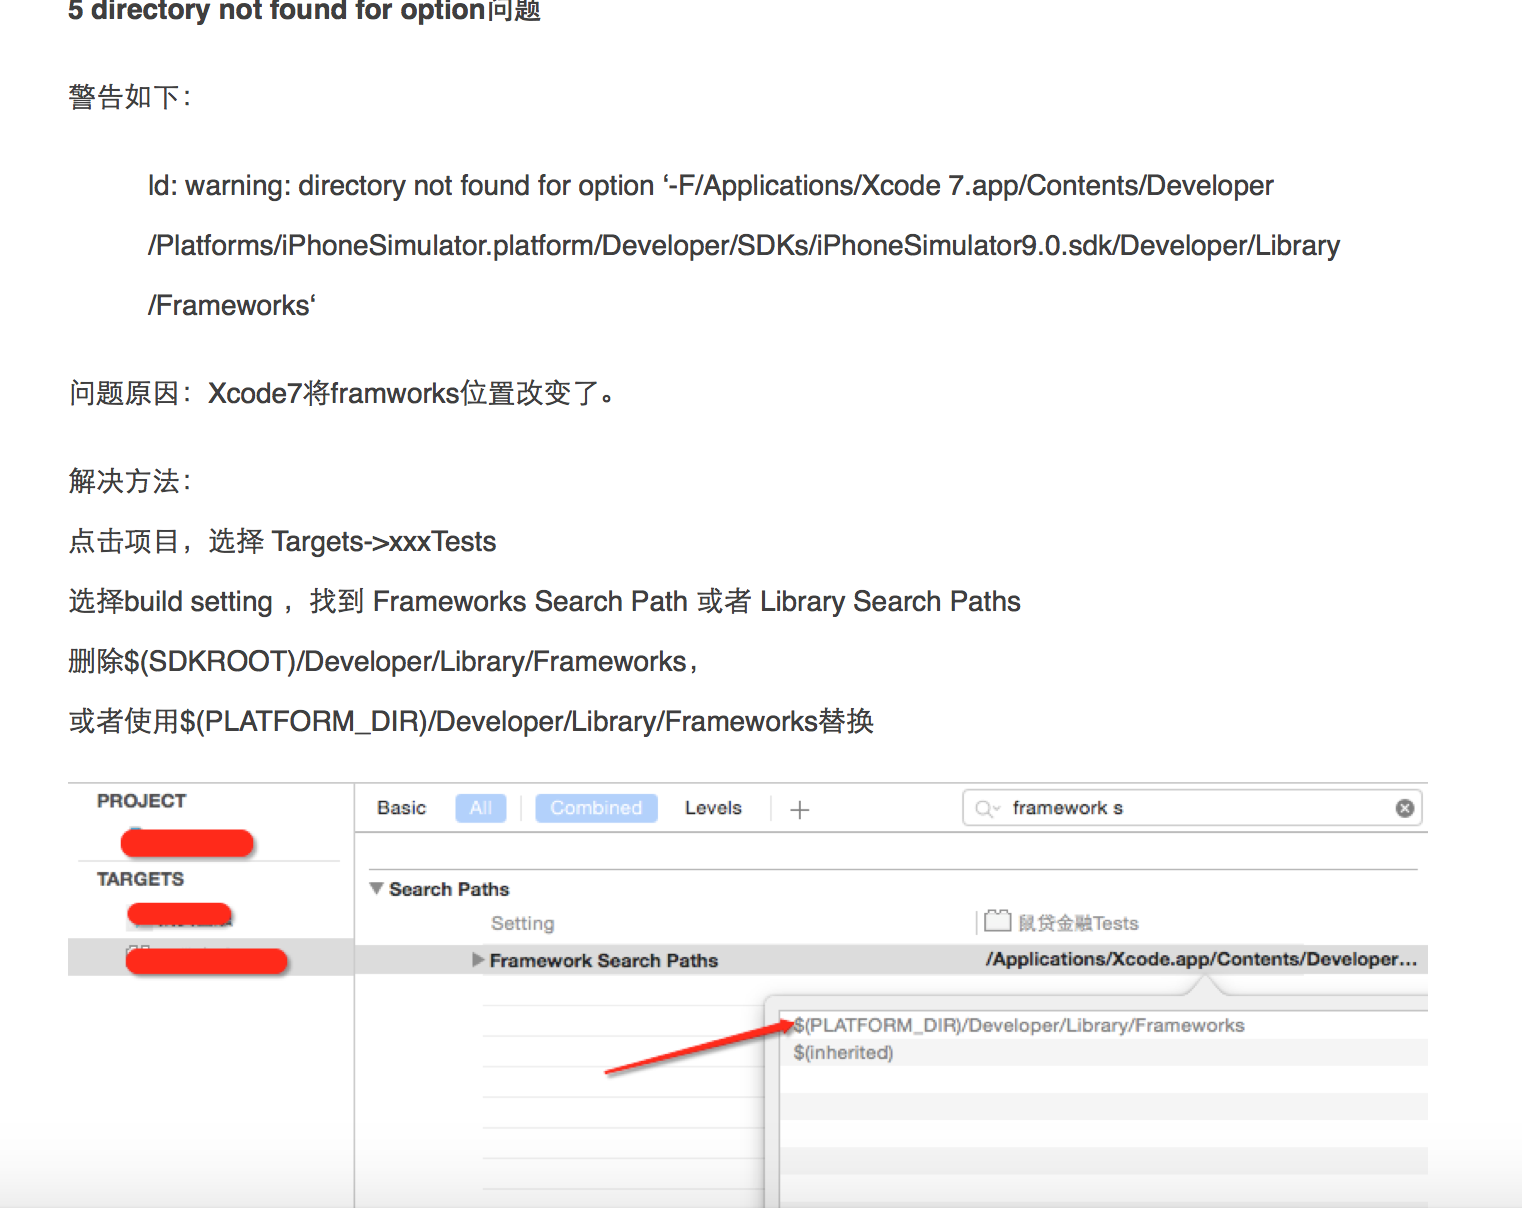 5 directory not found for option问题
警告如下：
ld: warning: directory not found for option ‘-F/Applications/Xcode 7.app/Contents/Developer
/Platforms/iPhoneSimulator.platform/Developer/SDKs/iPhoneSimulator9.0.sdk/Developer/Library
/Frameworks‘
问题原因：Xcode7将framworks位置改变了。
解决方法：
点击项目，选择 Targets->xxxTests
选择build setting ，找到 Frameworks Search Path 或者 Library Search Paths
删除$(SDKROOT)/Developer/Library/Frameworks，
或者使用$(PLATFORM_DIR)/Developer/Library/Frameworks替换
PROJECT
Basic All Combined Levels + framework s
TARGETS
Search Paths
Setting 鼠贷金融Tests
Framework Search Paths /Applications/Xcode.app/Contents/Developer...
$(PLATFORM_DIR)/Developer/Library/Frameworks
$(inherited)